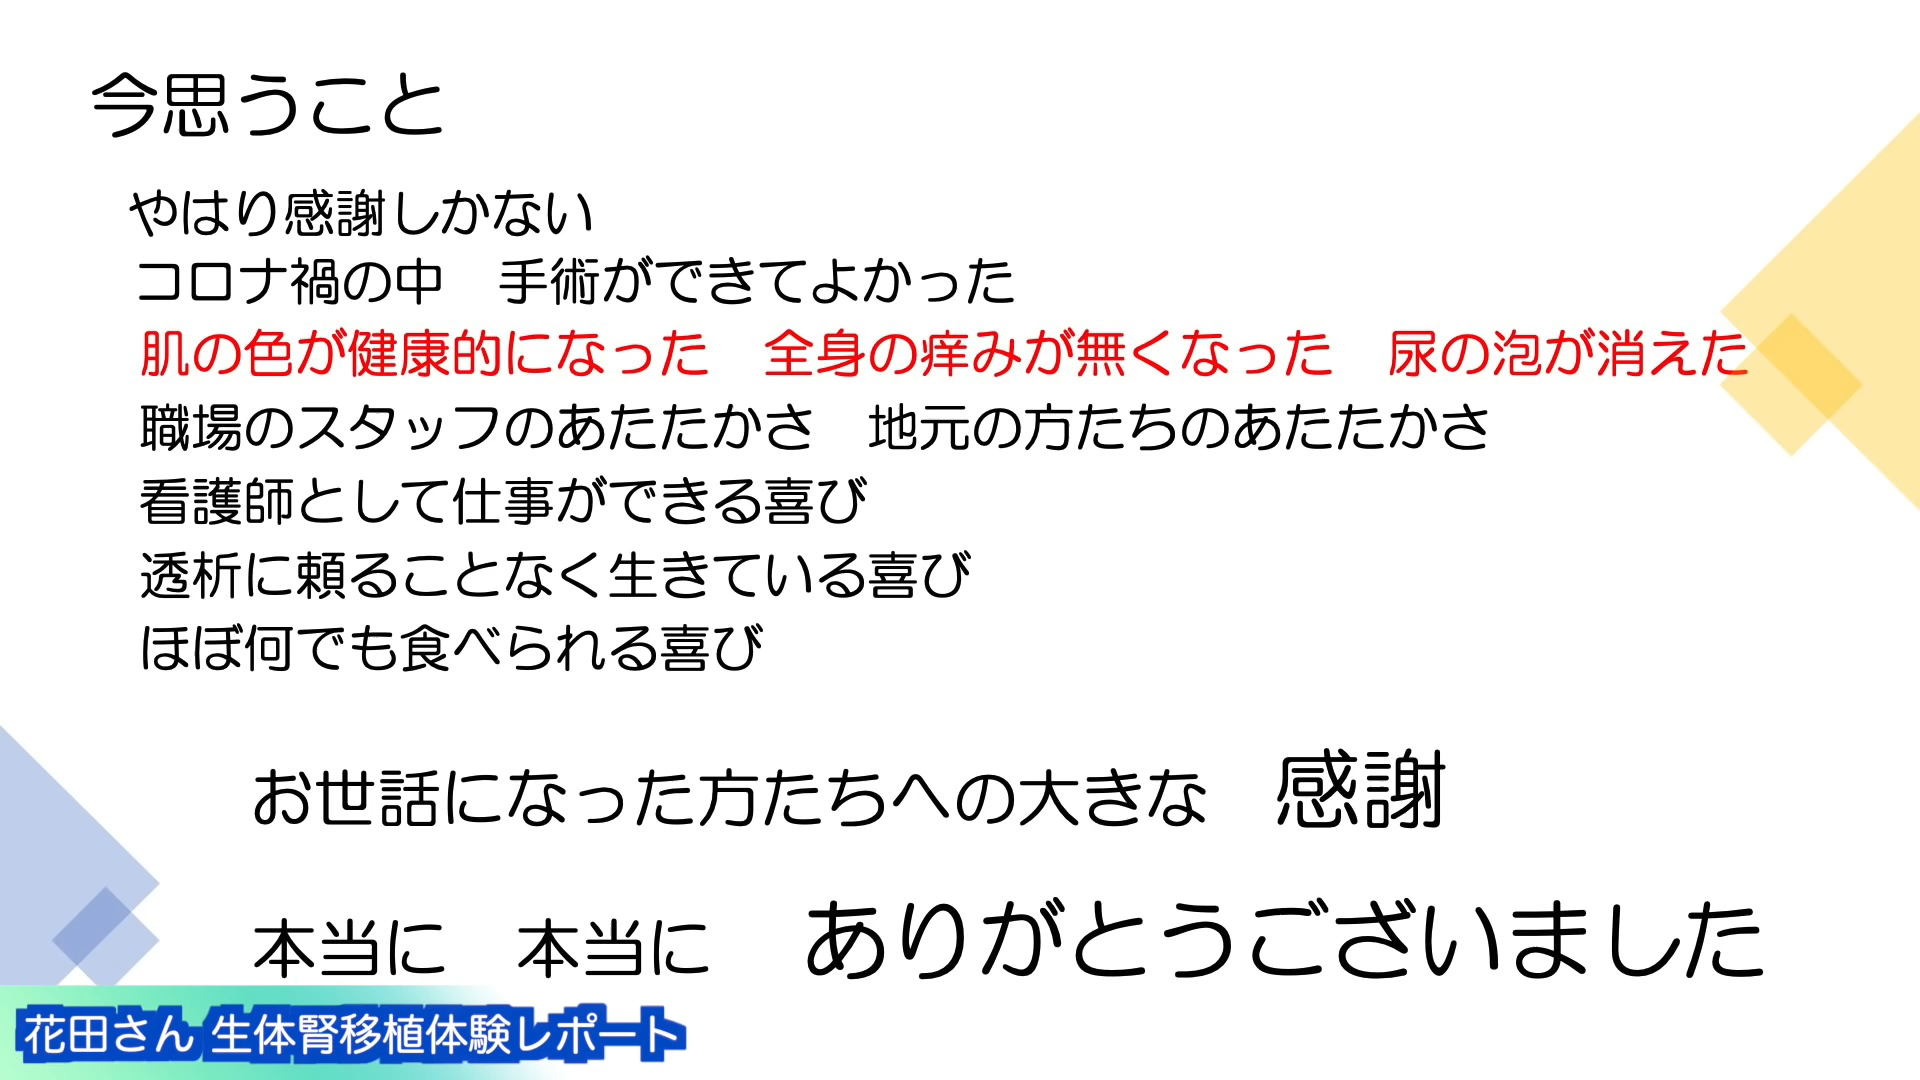 今思うこと
やはり感謝しかない
コロナ禍の中　手術ができてよかった
肌の色が健康的になった　全身の痒みが無くなった　尿の泡が消えた
職場のスタッフのあたたかさ　地元の方たちのあたたかさ
看護師として仕事ができる喜び
透析に頼ることなく生きている喜び
ほぼ何でも食べられる喜び
お世話になった方たちへの大きな　感謝
本当に　本当に　ありがとうございました
花田さん 生体腎移植体験レポート